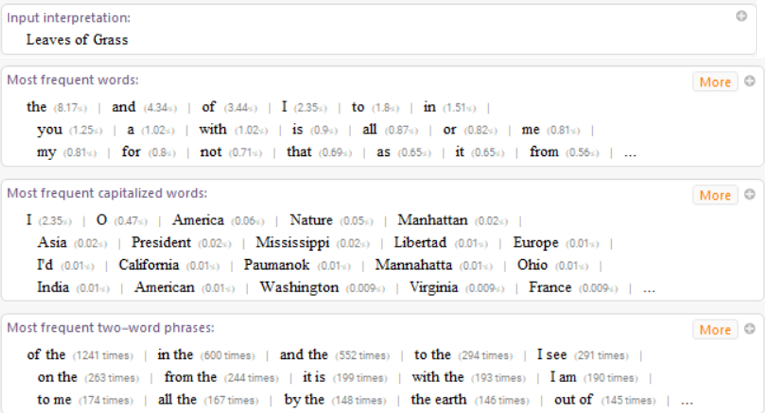 Input interpretation:
Leaves of Grass
Most frequent words:
More
the (8.17%) | and (4.34%) | of (3.44%) | I (2.35%) | to (1.8%) | in (1.51%) |
you (1.25%) | a (1.02%) | with (1.02%) | is (0.9%) | all (0.87%) | or (0.82%) | me (0.81%) |
my (0.81%) | for (0.8%) | not (0.71%) | that (0.69%) | as (0.65%) | it (0.65%) | from (0.56%) | ...
Most frequent capitalized words:
More
I (2.35%) | O (0.47%) | America (0.06%) | Nature (0.05%) | Manhattan (0.02%) |
Asia (0.02%) | President (0.02%) | Mississippi (0.02%) | Libertad (0.01%) | Europe (0.01%) |
I'd (0.01%) | California (0.01%) | Paumanok (0.01%) | Mannahatta (0.01%) | Ohio (0.01%) |
India (0.01%) | American (0.01%) | Washington (0.009%) | Virginia (0.009%) | France (0.009%) | ...
Most frequent two-word phrases:
More
of the (1241 times) | in the (600 times) | and the (552 times) | to the (294 times) | I see (291 times) |
on the (263 times) | from the (244 times) | it is (199 times) | with the (193 times) | I am (190 times) |
to me (174 times) | all the (167 times) | by the (148 times) | the earth (146 times) | out of (145 times) | ...